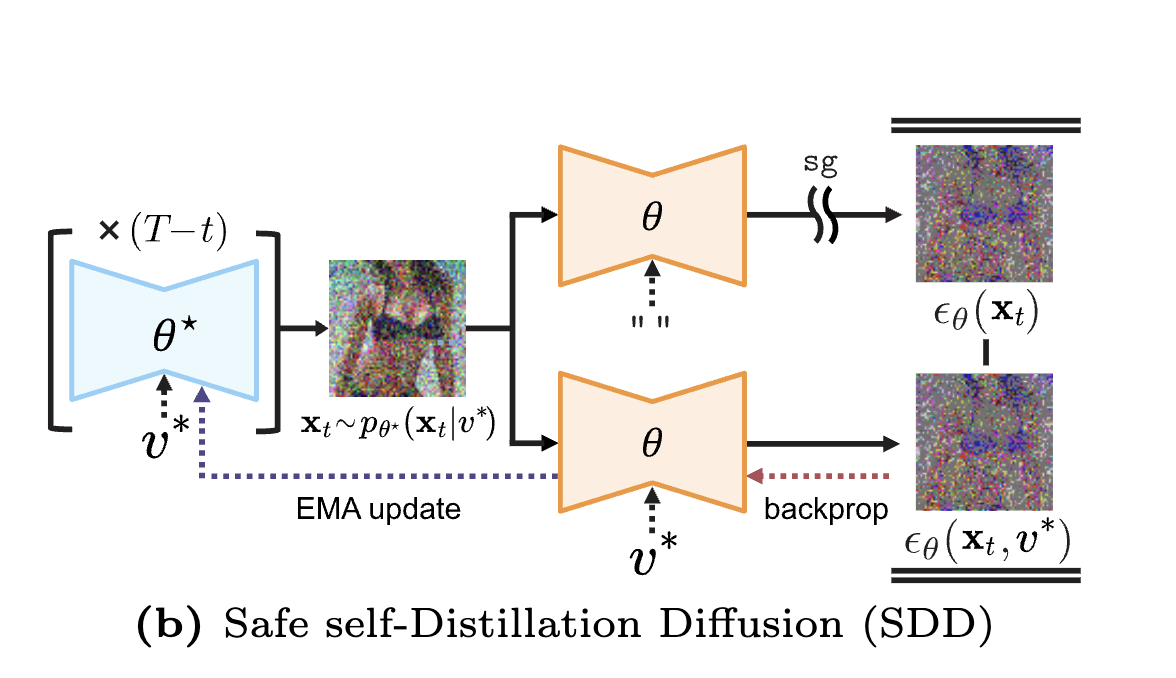 × (T−t)
θ⋆
v*
x_t∼p_θ⋆(x_t|v*)
EMA update
θ
" "
sg
ϵ_θ(x_t)
θ
v*
backprop
ϵ_θ(x_t, v*)
(b) Safe self-Distillation Diffusion (SDD)